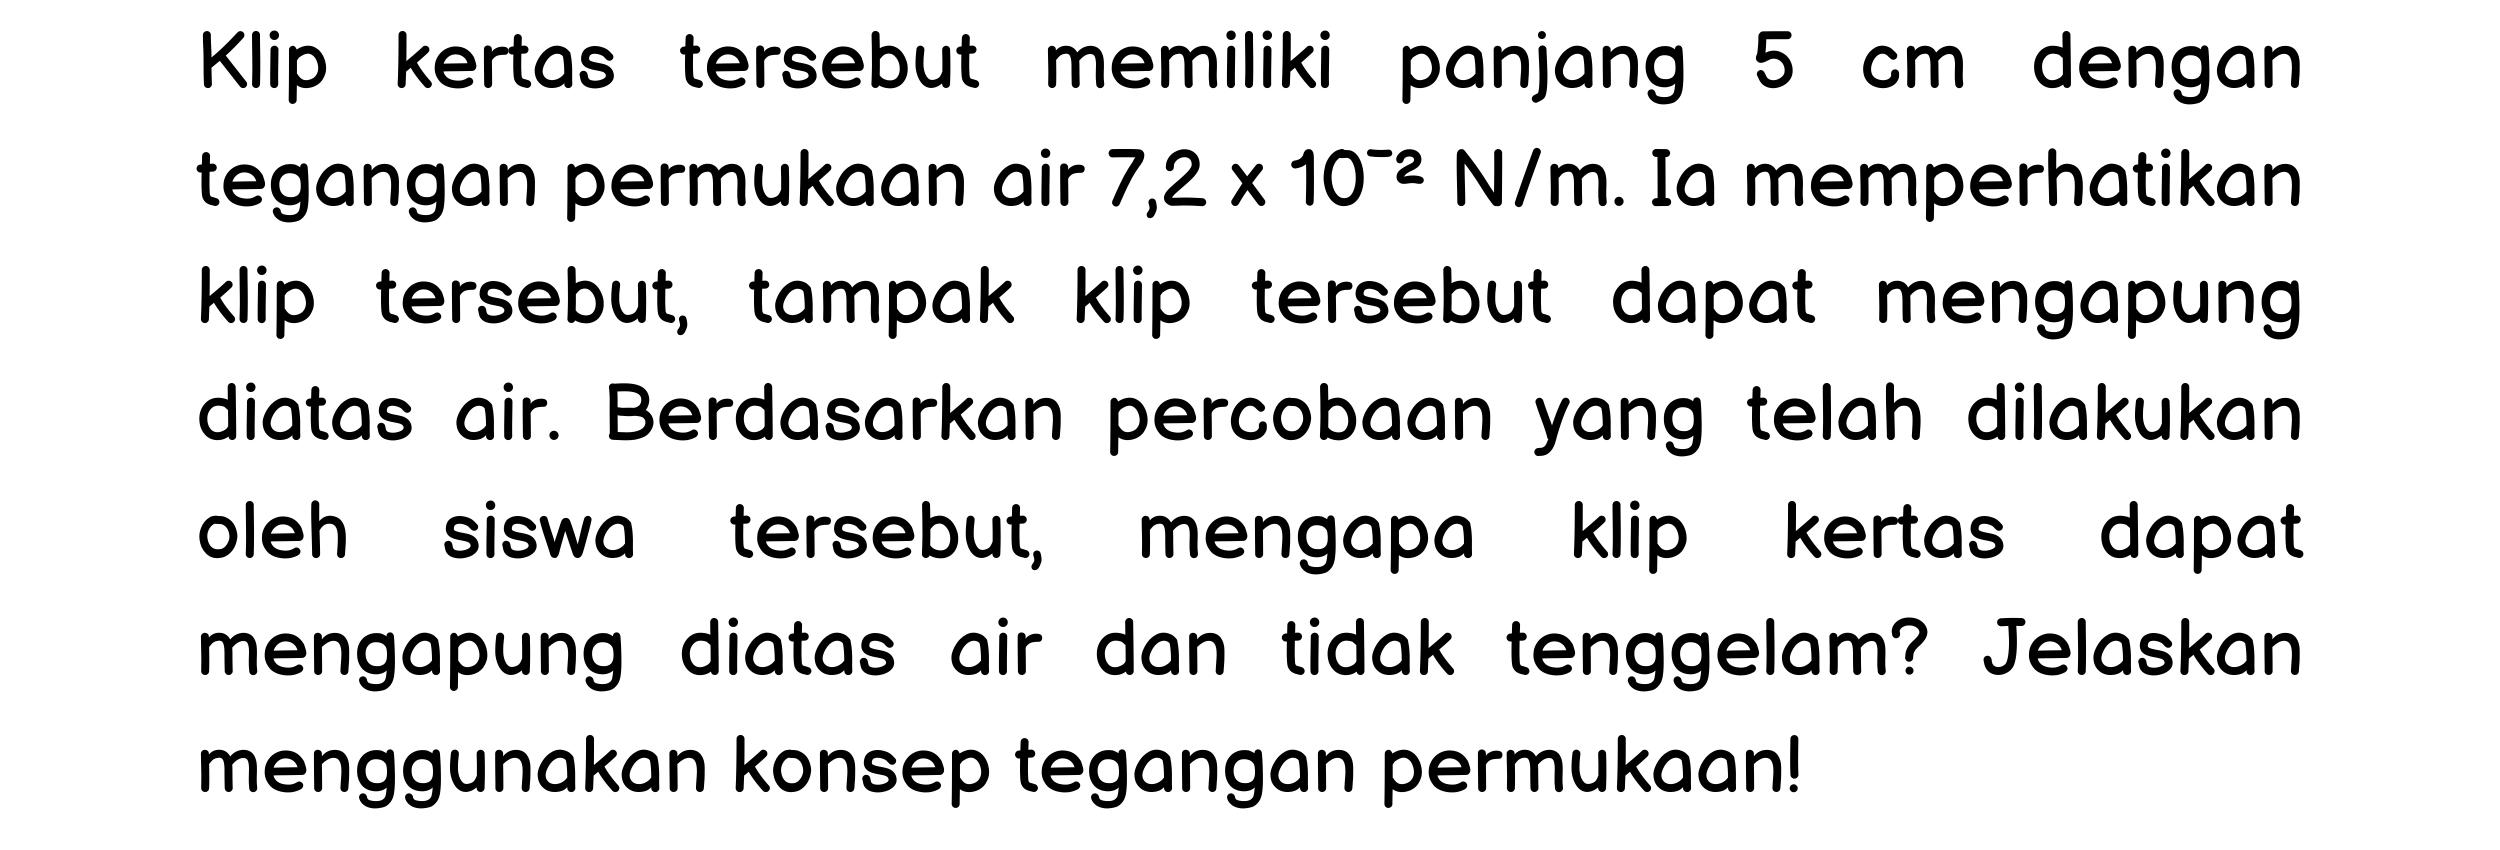 Klip kertas tersebut memiliki panjang 5 cm dengan
tegangan permukaan air 7,2 x 10⁻² N/m. Ia memperhatikan
klip tersebut, tampak klip tersebut dapat mengapung
diatas air. Berdasarkan percobaan yang telah dilakukan
oleh siswa tersebut, mengapa klip kertas dapat
mengapung diatas air dan tidak tenggelam? Jelaskan
menggunakan konsep tegangan permukaan!